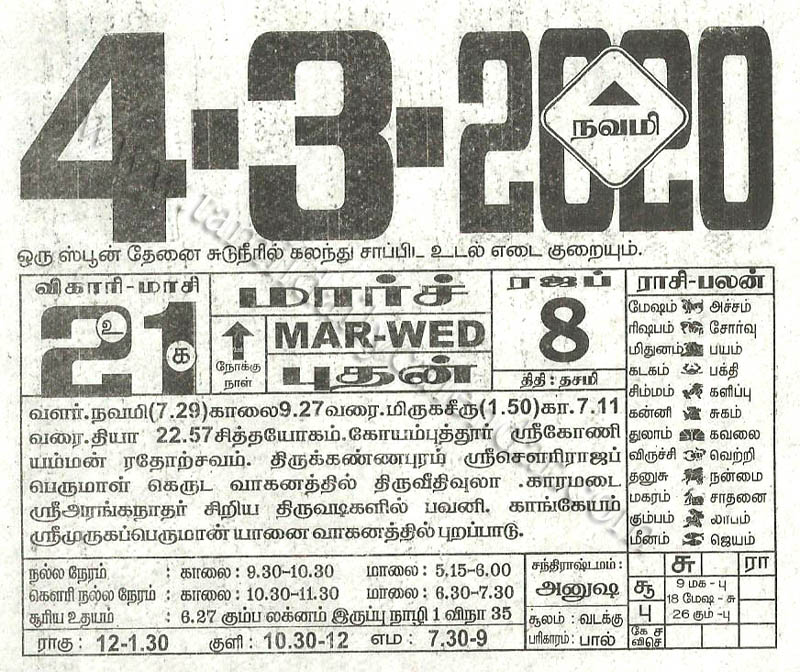 4-3-2020
நவமி
ஒரு ஸ்பூன் தேனை சுடுநீரில் கலந்து சாப்பிட உடல் எடை குறையும்.
விகாரி-மாசி
21
உ
க
மார்ச்
நோக்கு
நாள்
MAR-WED
புதன்
ரஜப்
8
திதி : தசமி
ராசி-பலன்
மேஷம் அச்சம்
ரிஷபம் சோர்வு
மிதுனம் பயம்
கடகம் பக்தி
சிம்மம் களிப்பு
கன்னி சுகம்
துலாம் கவலை
விருச்சி வெற்றி
தனுசு நன்மை
மகரம் சாதனை
கும்பம் லாபம்
மீனம் ஜெயம்
வளர்.நவமி(7.29)காலை9.27வரை.மிருகசீரு(1.50)கா.7.11
வரை.தியா 22.57சித்தயோகம்.கோயம்புத்தூர் ஸ்ரீகோணி
யம்மன் ரதோற்சவம். திருக்கண்ணபுரம் ஸ்ரீசௌரிராஜப்
பெருமாள் கெருட வாகனத்தில் திருவீதிவுலா .காரமடை
ஸ்ரீஅரங்கநாதர் சிறிய திருவடிகளில் பவனி. காங்கேயம்
ஸ்ரீமுருகப்பெருமான் யானை வாகனத்தில் புறப்பாடு.
நல்ல நேரம் : காலை : 9.30-10.30 மாலை : 5.15-6.00
கௌரி நல்ல நேரம் : காலை : 10.30-11.30 மாலை : 6.30-7.30
சூரிய உதயம் : 6.27 கும்ப லக்னம் இருப்பு நாழி 1 விநா 35
ராகு : 12-1.30 குளி : 10.30-12 எம : 7.30-9
சந்திராஷ்டமம் :
அனுஷ
சூலம் : வடக்கு
பரிகாரம் : பால்
சு ரா
சூ
பு
9 மக - பு
18 மேஷ - சு
26 கும் - பு
கே ச
விசெ